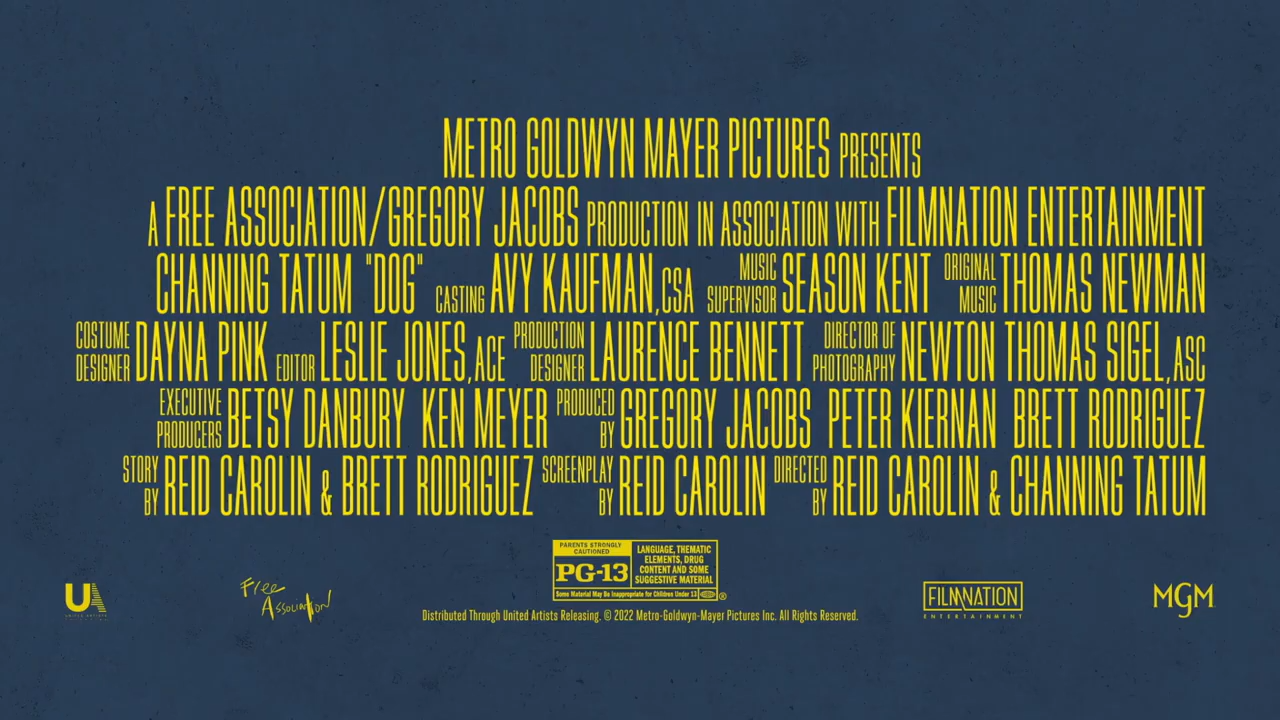 METRO GOLDWYN MAYER PICTURES PRESENTS
A FREE ASSOCIATION/GREGORY JACOBS PRODUCTION IN ASSOCIATION WITH FILMNATION ENTERTAINMENT
CHANNING TATUM "DOG" CASTING AVY KAUFMAN, CSA MUSIC SUPERVISOR SEASON KENT ORIGINAL MUSIC THOMAS NEWMAN
COSTUME DESIGNER DAYNA PINK EDITOR LESLIE JONES, ACE PRODUCTION DESIGNER LAURENCE BENNETT DIRECTOR OF PHOTOGRAPHY NEWTON THOMAS SIGEL, ASC
EXECUTIVE PRODUCERS BETSY DANBURY KEN MEYER PRODUCED BY GREGORY JACOBS PETER KIERNAN BRETT RODRIGUEZ
STORY BY REID CAROLIN & BRETT RODRIGUEZ SCREENPLAY BY REID CAROLIN DIRECTED BY REID CAROLIN & CHANNING TATUM
PARENTS STRONGLY CAUTIONED
PG-13
LANGUAGE, THEMATIC
ELEMENTS, DRUG
CONTENT AND SOME
SUGGESTIVE MATERIAL
Some Material May Be Inappropriate for Children Under 13
UA
Free Association
FILMNATION
ENTERTAINMENT
MGM
Distributed Through United Artists Releasing. © 2022 Metro-Goldwyn-Mayer Pictures Inc. All Rights Reserved.